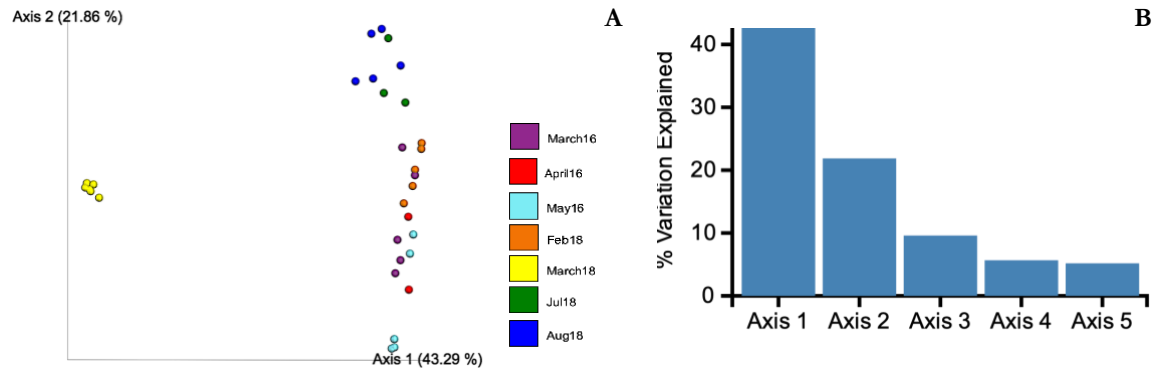 Axis 2 (21.86 %)
A
Axis 1 (43.29 %)
March16
April16
May16
Feb18
March18
Jul18
Aug18
B
% Variation Explained
40
30
20
10
0
Axis 1 Axis 2 Axis 3 Axis 4 Axis 5